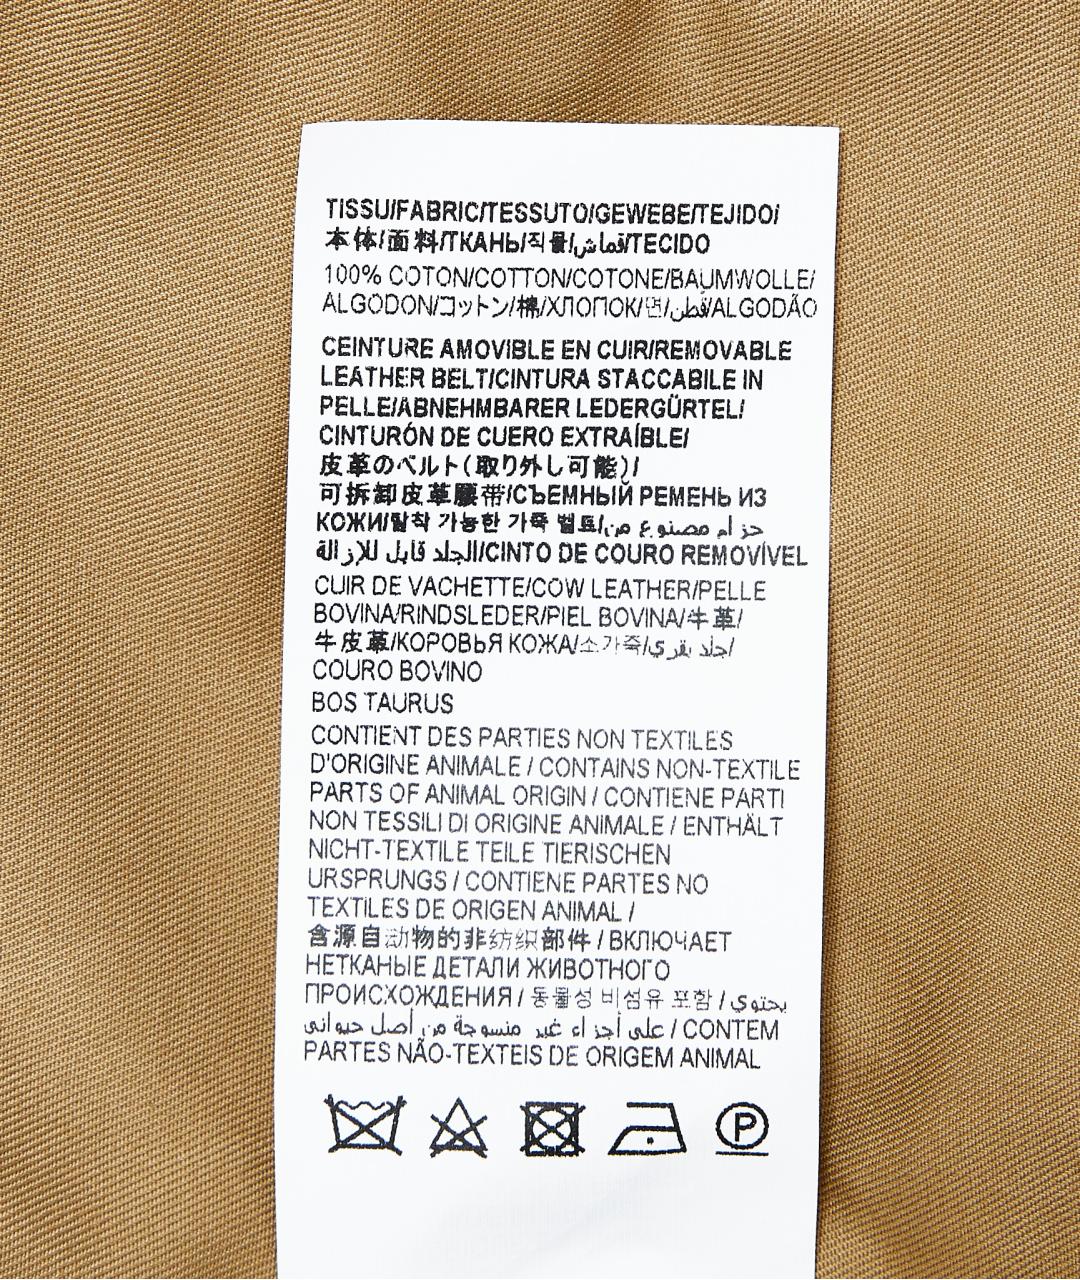 TISSU/FABRIC/TESSUTO/GEWEBE/TEJIDO/
本体/面料/ТКАНЬ/직물/قماش/TECIDO
100% COTON/COTTON/COTONE/BAUMWOLLE/
ALGODON/コットン/棉/ХЛОПОК/면/قطن/ALGODÃO
CEINTURE AMOVIBLE EN CUIR/REMOVABLE
LEATHER BELT/CINTURA STACCABILE IN
PELLE/ABNEHMBARER LEDERGÜRTEL/
CINTURÓN DE CUERO EXTRAÍBLE/
皮革のベルト(取り外し可能)/
可拆卸皮革腰带/СЪЕМНЫЙ РЕМЕНЬ ИЗ
КОЖИ/탈착 가능한 가죽 벨트/حزام مصنوع من
الجلد قابل للإزالة/CINTO DE COURO REMOVÍVEL
CUIR DE VACHETTE/COW LEATHER/PELLE
BOVINA/RINDSLEDER/PIEL BOVINA/牛革/
牛皮革/КОРОВЬЯ КОЖА/소가죽/جلد بقري/
COURO BOVINO
BOS TAURUS
CONTIENT DES PARTIES NON TEXTILES
D'ORIGINE ANIMALE / CONTAINS NON-TEXTILE
PARTS OF ANIMAL ORIGIN / CONTIENE PARTI
NON TESSILI DI ORIGINE ANIMALE / ENTHÄLT
NICHT-TEXTILE TEILE TIERISCHEN
URSPRUNGS / CONTIENE PARTES NO
TEXTILES DE ORIGEN ANIMAL /
含源自动物的非纺织部件 / ВКЛЮЧАЕТ
НЕТКАНЫЕ ДЕТАЛИ ЖИВОТНОГО
ПРОИСХОЖДЕНИЯ / 동물성 비섬유 포함 / يحتوي
على أجزاء غير منسوجة من أصل حيواني / CONTEM
PARTES NÃO-TEXTEIS DE ORIGEM ANIMAL
P